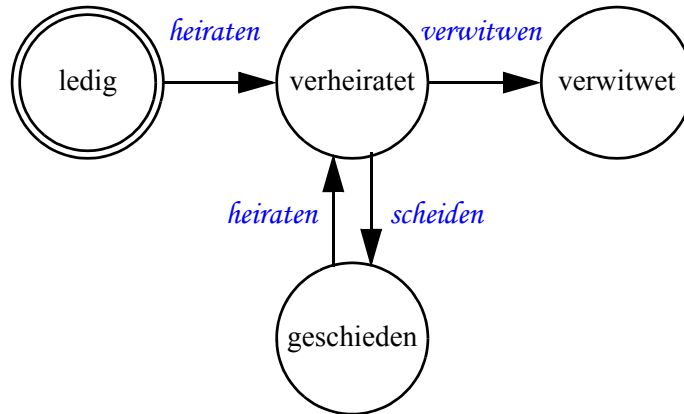 heiraten verwitwen
ledig verheiratet verwitwet
heiraten scheiden
geschieden